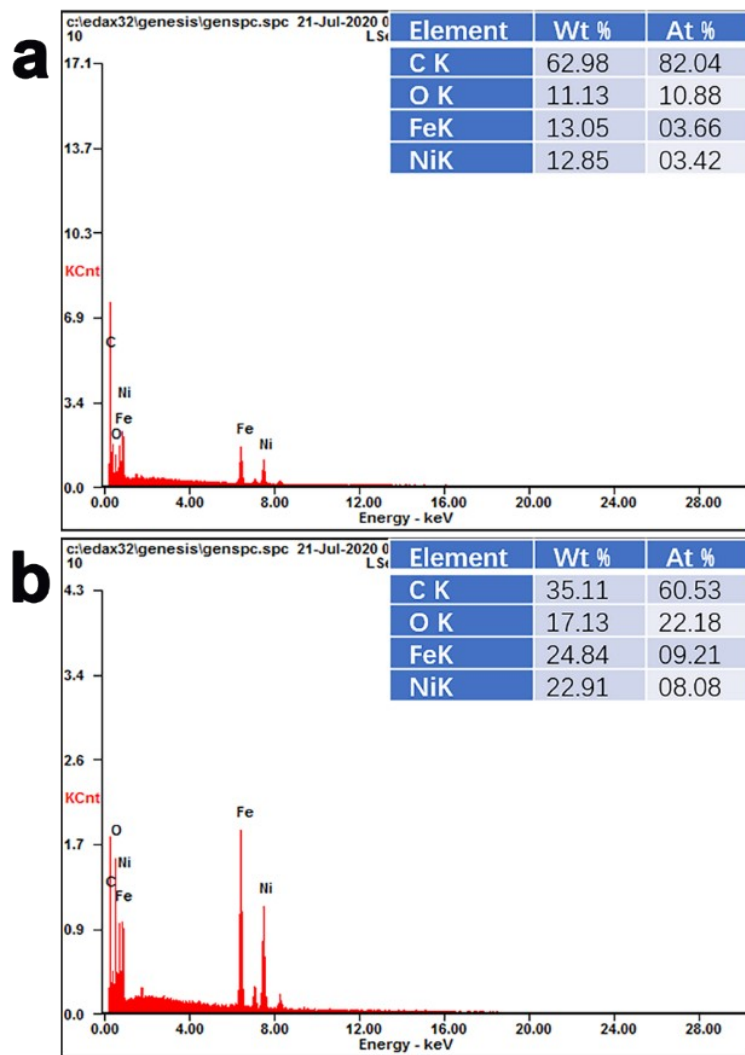 a
c:\edax32\genesis\genspc.spc 21-Jul-2020 0
10 LSe
Element Wt % At %
C K 62.98 82.04
O K 11.13 10.88
FeK 13.05 03.66
NiK 12.85 03.42
17.1
13.7
10.3
KCnt
6.9
C
Ni
3.4
Fe
O
Fe
Ni
0.0
0.00 4.00 8.00 12.00 16.00 20.00 24.00 28.00
Energy - keV
b
c:\edax32\genesis\genspc.spc 21-Jul-2020 0
10 LSe
Element Wt % At %
C K 35.11 60.53
O K 17.13 22.18
FeK 24.84 09.21
NiK 22.91 08.08
4.3
3.4
2.6
KCnt
Fe
O
1.7
Ni
C
Ni
Fe
0.9
0.0
0.00 4.00 8.00 12.00 16.00 20.00 24.00 28.00
Energy - keV